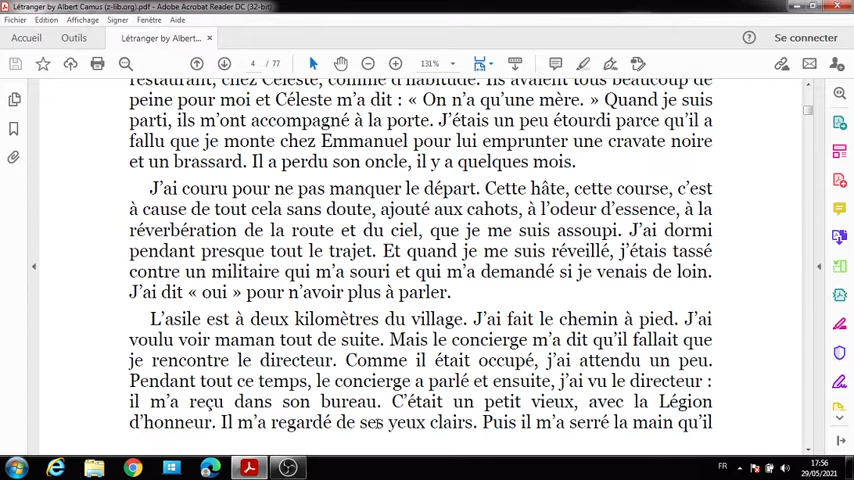 Létranger by Albert Camus (z-lib.org).pdf - Adobe Acrobat Reader DC (32-bit)
Fichier Edition Affichage Signer Fenêtre Aide
Accueil Outils Létranger by Albert... × Se connecter
4 / 77 131%
restaurant, chez Céleste, comme d'habitude. Ils avaient tous beaucoup de
peine pour moi et Céleste m'a dit : « On n'a qu'une mère. » Quand je suis
parti, ils m'ont accompagné à la porte. J'étais un peu étourdi parce qu'il a
fallu que je monte chez Emmanuel pour lui emprunter une cravate noire
et un brassard. Il a perdu son oncle, il y a quelques mois.
J'ai couru pour ne pas manquer le départ. Cette hâte, cette course, c'est
à cause de tout cela sans doute, ajouté aux cahots, à l'odeur d'essence, à la
réverbération de la route et du ciel, que je me suis assoupi. J'ai dormi
pendant presque tout le trajet. Et quand je me suis réveillé, j'étais tassé
contre un militaire qui m'a souri et qui m'a demandé si je venais de loin.
J'ai dit « oui » pour n'avoir plus à parler.
L'asile est à deux kilomètres du village. J'ai fait le chemin à pied. J'ai
voulu voir maman tout de suite. Mais le concierge m'a dit qu'il fallait que
je rencontre le directeur. Comme il était occupé, j'ai attendu un peu.
Pendant tout ce temps, le concierge a parlé et ensuite, j'ai vu le directeur :
il m'a reçu dans son bureau. C'était un petit vieux, avec la Légion
d'honneur. Il m'a regardé de ses yeux clairs. Puis il m'a serré la main qu'il
FR 17:56
29/05/2021